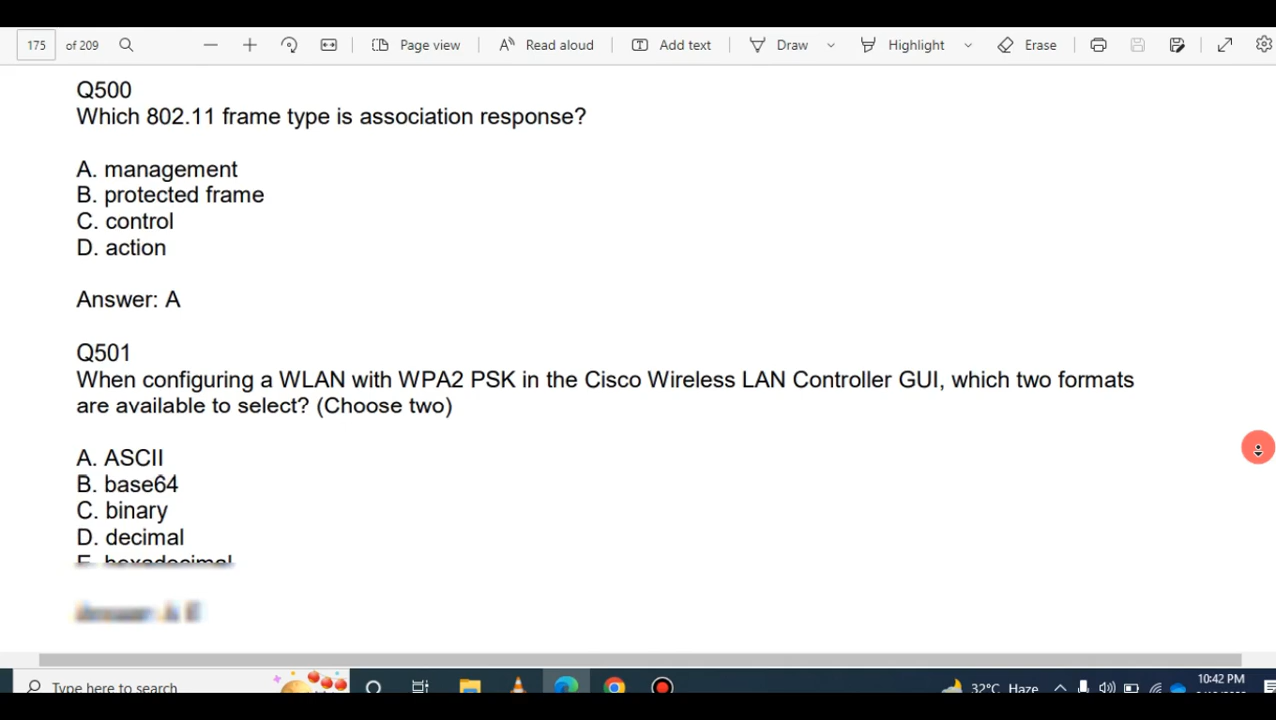 175 of 209
Page view
Read aloud
Add text
Draw
Highlight
Erase
Q500
Which 802.11 frame type is association response?
A. management
B. protected frame
C. control
D. action
Answer: A
Q501
When configuring a WLAN with WPA2 PSK in the Cisco Wireless LAN Controller GUI, which two formats
are available to select? (Choose two)
A. ASCII
B. base64
C. binary
D. decimal
E. hexadecimal
Type here to search
32°C Haze
10:42 PM